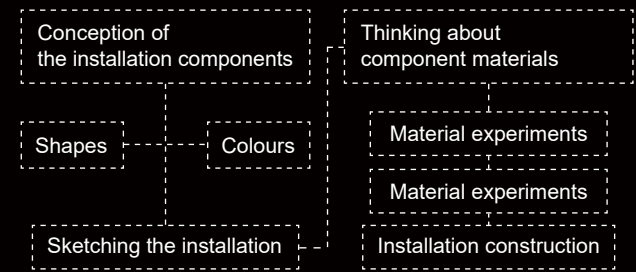 Conception of
the installation components
Shapes
Colours
Sketching the installation
Thinking about
component materials
Material experiments
Material experiments
Installation construction